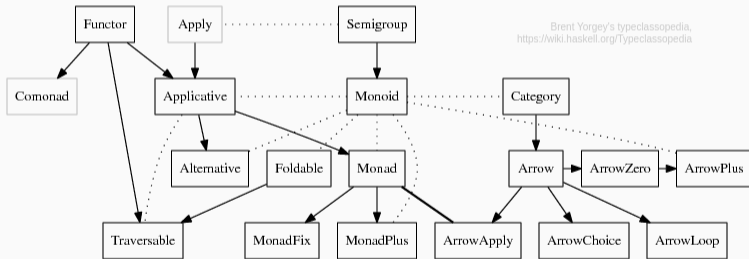 Functor
Apply
Semigroup
Brent Yorgey's typeclassopedia,
https://wiki.haskell.org/Typeclassopedia
Comonad
Applicative
Monoid
Category
Alternative
Foldable
Monad
Arrow
ArrowZero
ArrowPlus
Traversable
MonadFix
MonadPlus
ArrowApply
ArrowChoice
ArrowLoop